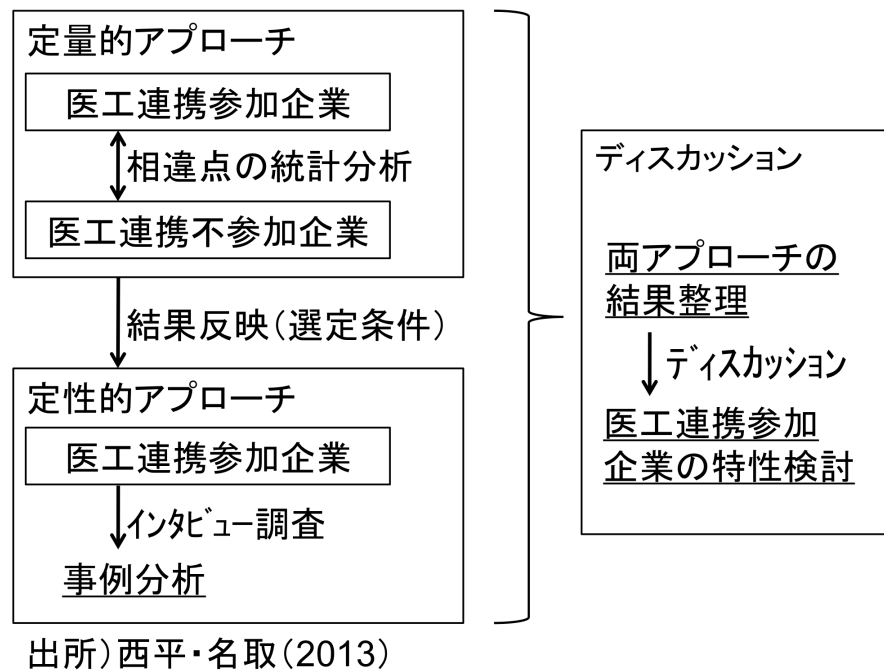 定量的アプローチ
医工連携参加企業
相違点の統計分析
医工連携不参加企業
結果反映(選定条件)
定性的アプローチ
医工連携参加企業
インタビュー調査
事例分析
ディスカッション
両アプローチの
結果整理
ディスカッション
医工連携参加
企業の特性検討
出所)西平・名取(2013)